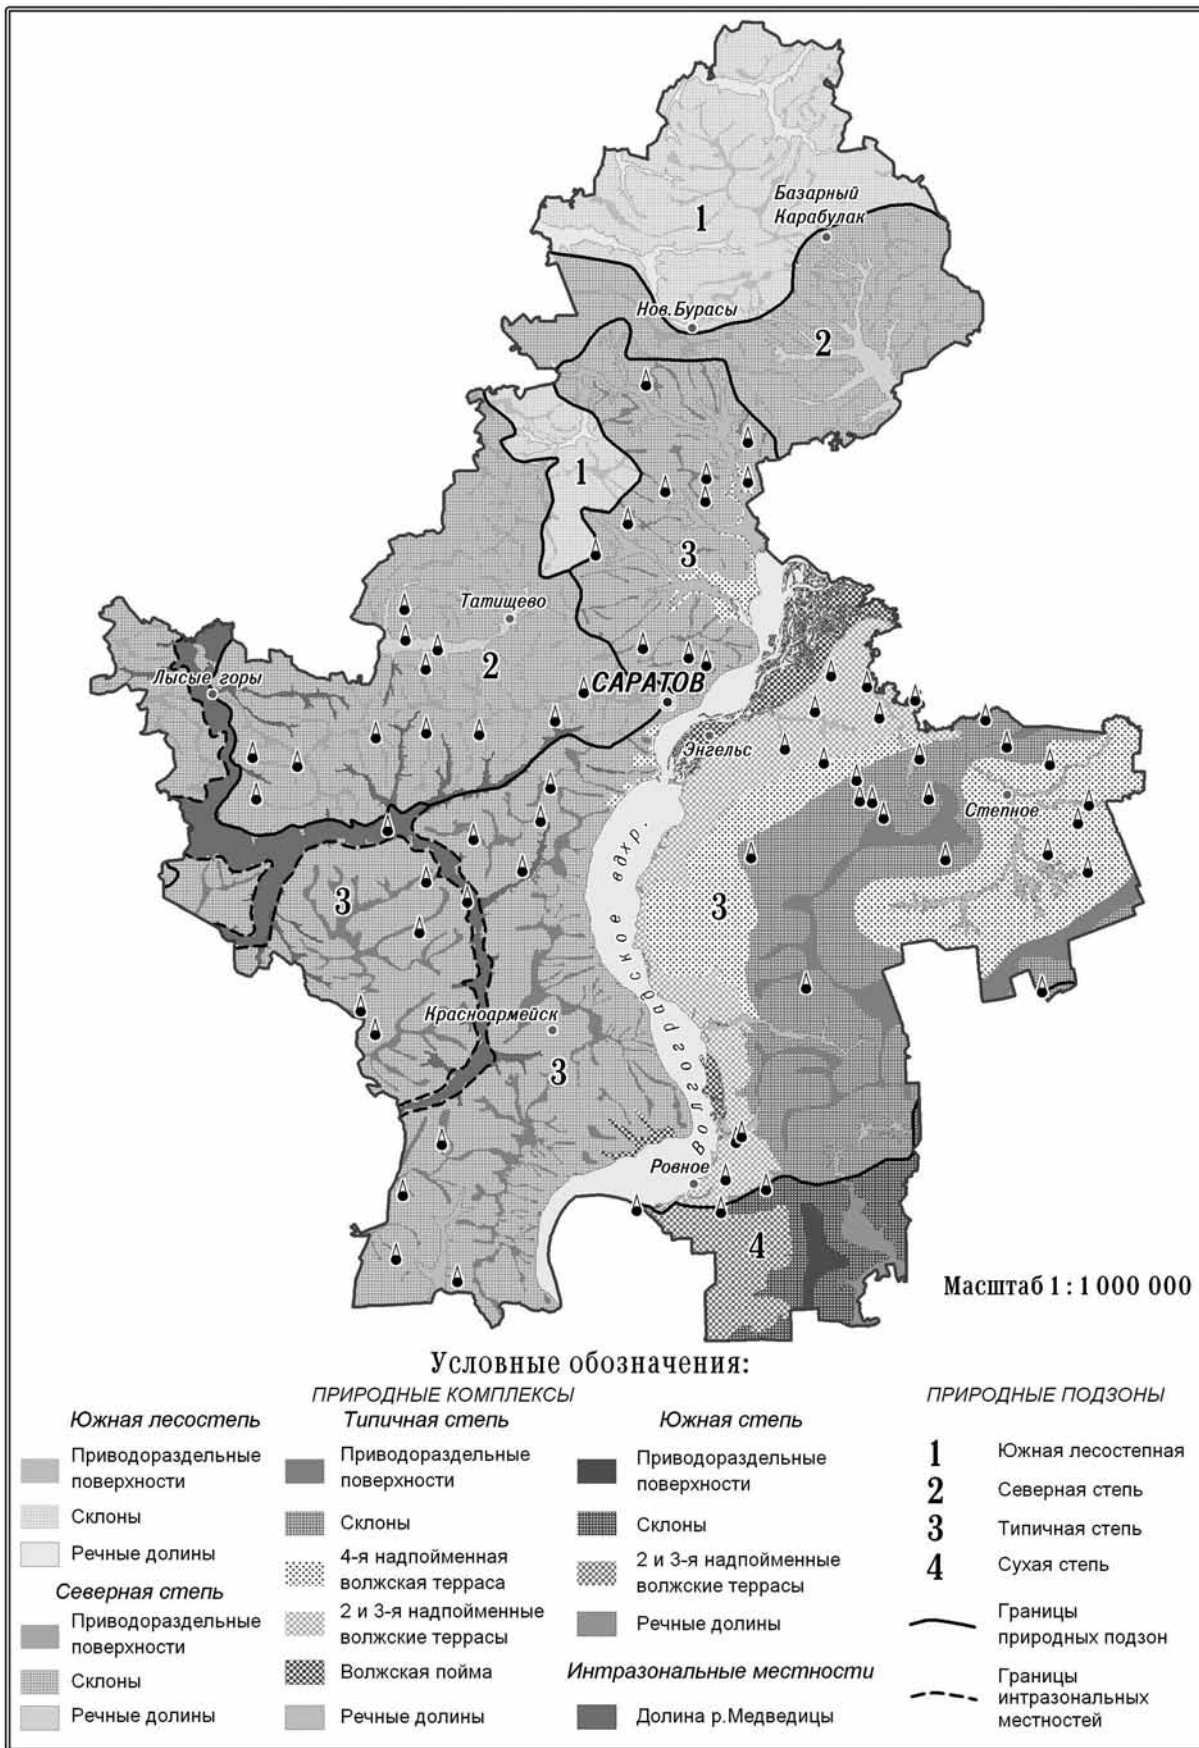 1
Базарный
Карабулак
Нов.Бурасы
2
1
3
Татищево
2
Лысые горы
САРАТОВ
Энгельс
Степное
3
3
Волгоградское вдхр.
Красноармейск
3
Ровное
4
Масштаб 1 : 1 000 000
Условные обозначения:
ПРИРОДНЫЕ КОМПЛЕКСЫ
Южная лесостепь
Приводораздельные
поверхности
Склоны
Речные долины
Северная степь
Приводораздельные
поверхности
Склоны
Речные долины
Типичная степь
Приводораздельные
поверхности
Склоны
4-я надпойменная
волжская терраса
2 и 3-я надпойменные
волжские террасы
Волжская пойма
Речные долины
Южная степь
Приводораздельные
поверхности
Склоны
2 и 3-я надпойменные
волжские террасы
Речные долины
Интразональные местности
Долина р.Медведицы
ПРИРОДНЫЕ ПОДЗОНЫ
1 Южная лесостепная
2 Северная степь
3 Типичная степь
4 Сухая степь
Границы
природных подзон
Границы
интразональных
местностей